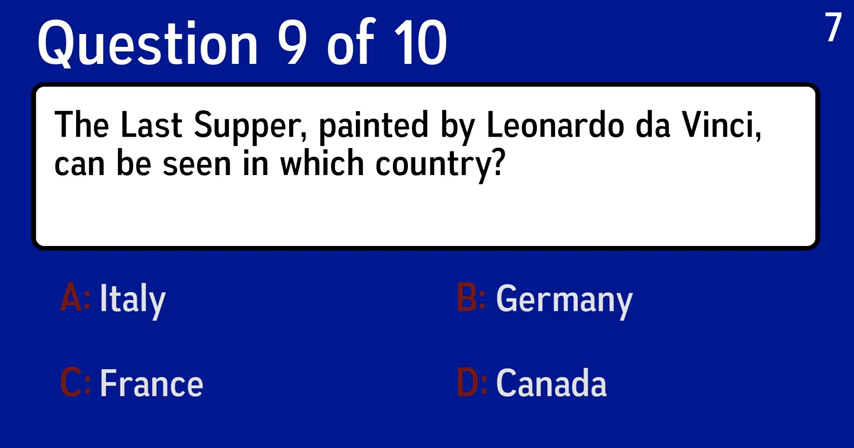 Question 9 of 10
7
The Last Supper, painted by Leonardo da Vinci,
can be seen in which country?
A: Italy
B: Germany
C: France
D: Canada